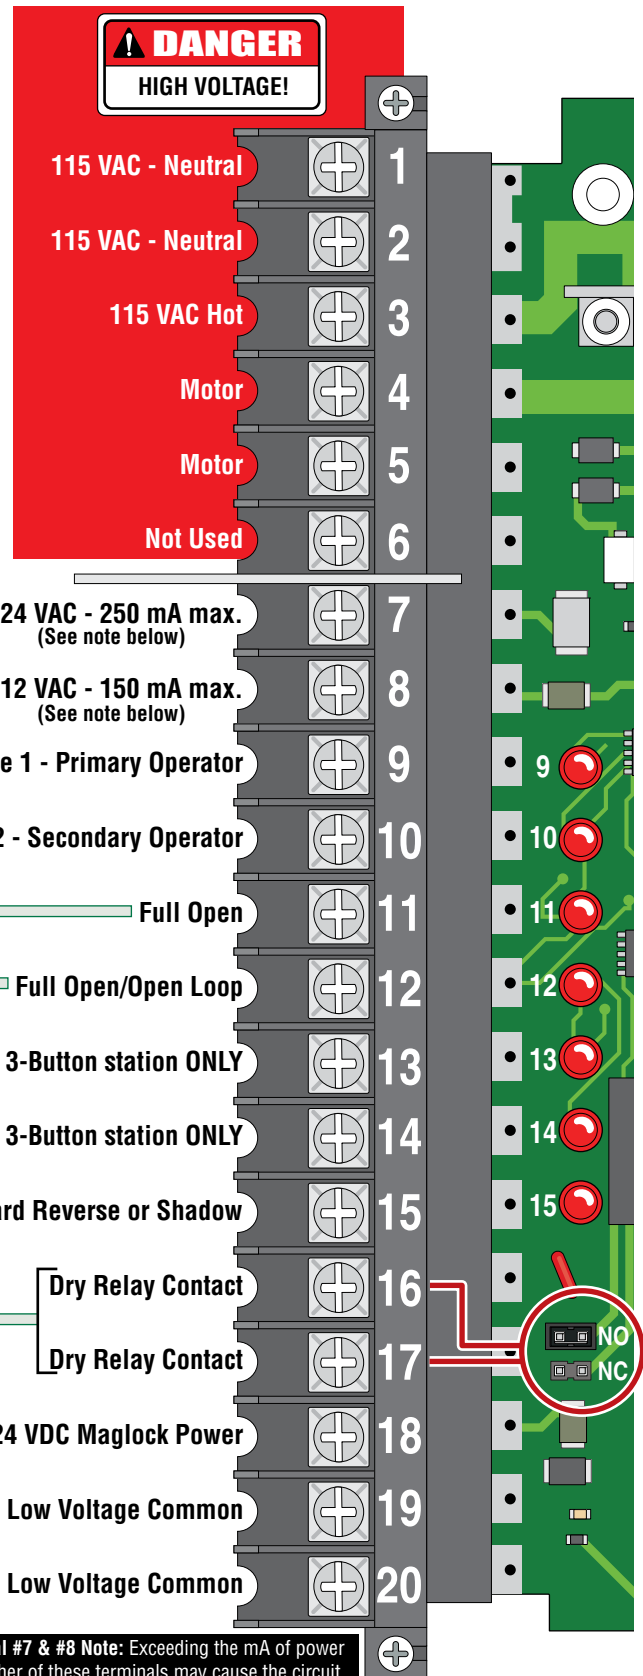 DANGER
HIGH VOLTAGE!
115 VAC - Neutral 1
115 VAC - Neutral 2
115 VAC Hot 3
Motor 4
Motor 5
Not Used 6
24 VAC - 250 mA max. 7
(See note below)
12 VAC - 150 mA max. 8
(See note below)
1 - Primary Operator 9 9
2 - Secondary Operator 10 10
Full Open 11 11
Full Open/Open Loop 12 12
3-Button station ONLY 13 13
3-Button station ONLY 14 14
Reverse or Shadow 15 15
Dry Relay Contact 16
NO
Dry Relay Contact 17
NC
24 VDC Maglock Power 18
Low Voltage Common 19
Low Voltage Common 20
#7 & #8 Note: Exceeding the mA of power
of these terminals may cause the circuit